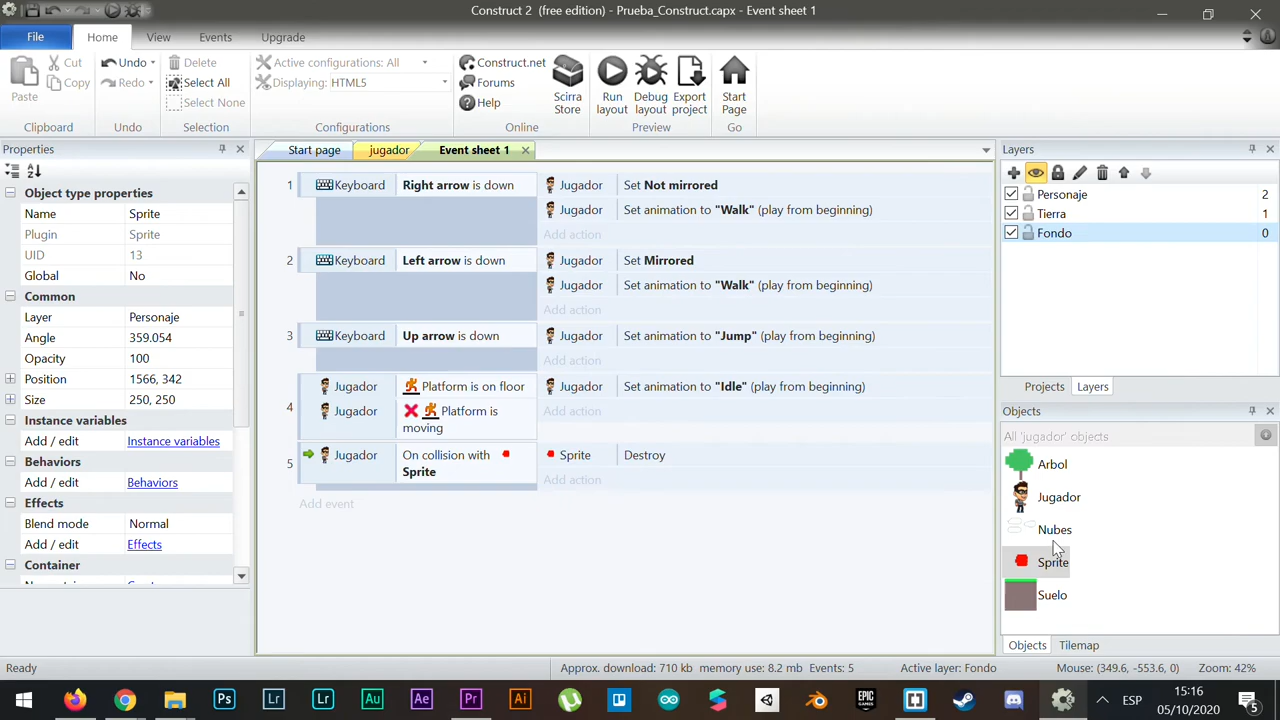 Construct 2 (free edition) - Prueba_Construct.capx - Event sheet 1
File Home View Events Upgrade
Paste Cut Copy Undo Redo Delete Select All Select None
Active configurations: All
Displaying: HTML5
Construct.net Forums Help
Scirra Store Run layout Debug layout Export project Start Page
Clipboard Undo Selection Configurations Online Preview Go
Properties
Start page jugador Event sheet 1
Layers
Object type properties
Name Sprite
Plugin Sprite
UID 13
Global No
Common
Layer Personaje
Angle 359.054
Opacity 100
Position 1566, 342
Size 250, 250
Instance variables
Add / edit Instance variables
Behaviors
Add / edit Behaviors
Effects
Blend mode Normal
Add / edit Effects
Container
1 Keyboard Right arrow is down Jugador Set Not mirrored
Jugador Set animation to "Walk" (play from beginning)
Add action
2 Keyboard Left arrow is down Jugador Set Mirrored
Jugador Set animation to "Walk" (play from beginning)
Add action
3 Keyboard Up arrow is down Jugador Set animation to "Jump" (play from beginning)
Add action
4 Jugador Platform is on floor Jugador Set animation to "Idle" (play from beginning)
Jugador Platform is moving Add action
5 Jugador On collision with Sprite Sprite Destroy
Add action
Add event
Personaje 2
Tierra 1
Fondo 0
Projects Layers
Objects
All 'jugador' objects
Arbol
Jugador
Nubes
Sprite
Suelo
Objects Tilemap
Ready Approx. download: 710 kb memory use: 8.2 mb Events: 5 Active layer: Fondo Mouse: (349.6, -553.6, 0) Zoom: 42%
Ps Lr Lr Au Ae Pr Ai EPIC GAMES ESP 15:16
05/10/2020 5